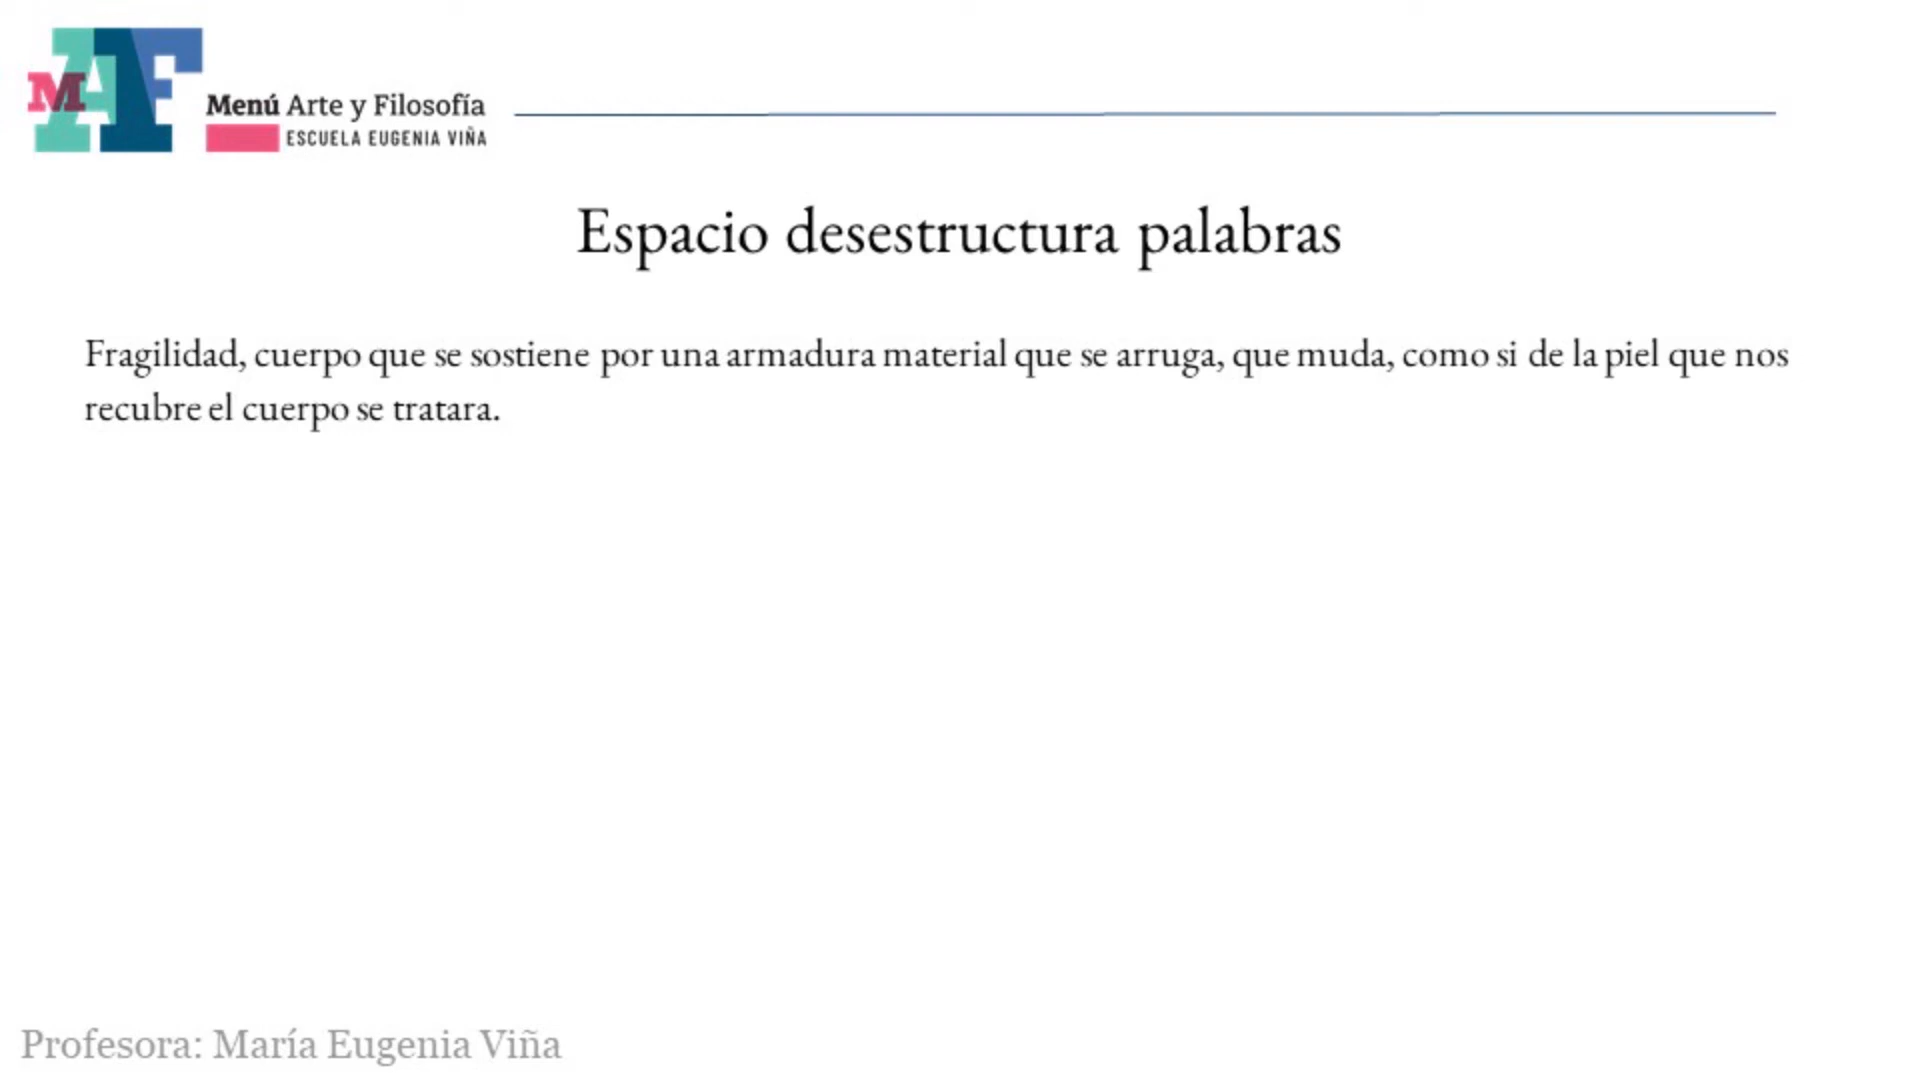 MAF
Menú Arte y Filosofía
ESCUELA EUGENIA VIÑA
Espacio desestructura palabras
Fragilidad, cuerpo que se sostiene por una armadura material que se arruga, que muda, como si de la piel que nos
recubre el cuerpo se tratara.
Profesora: María Eugenia Viña